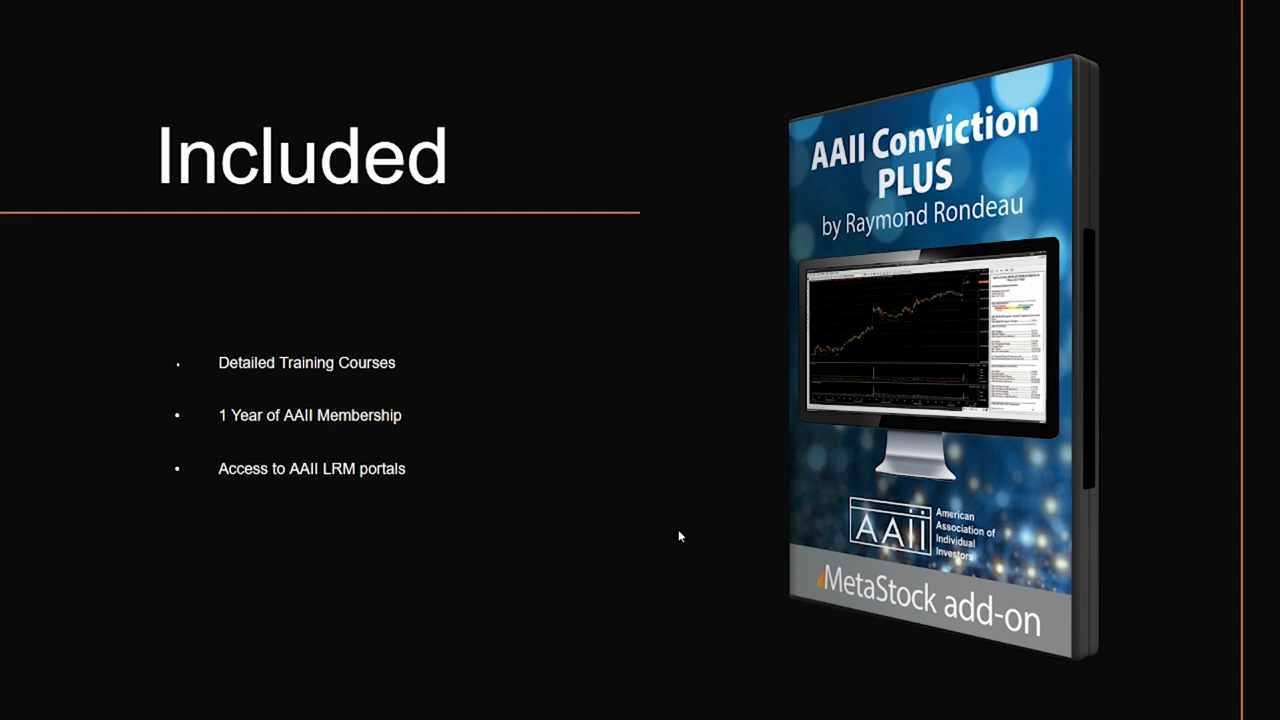 Included
Detailed Training Courses
1 Year of AAII Membership
Access to AAII LRM portals
AAII Conviction
PLUS
by Raymond Rondeau
AAii
American
Association of
Individual
Investors
MetaStock add-on